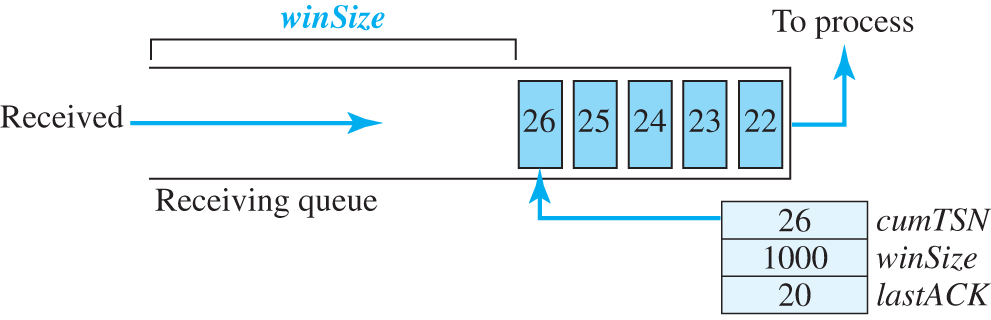 winSize
To process
Received
26 25 24 23 22
Receiving queue
26 cumTSN
1000 winSize
20 lastACK